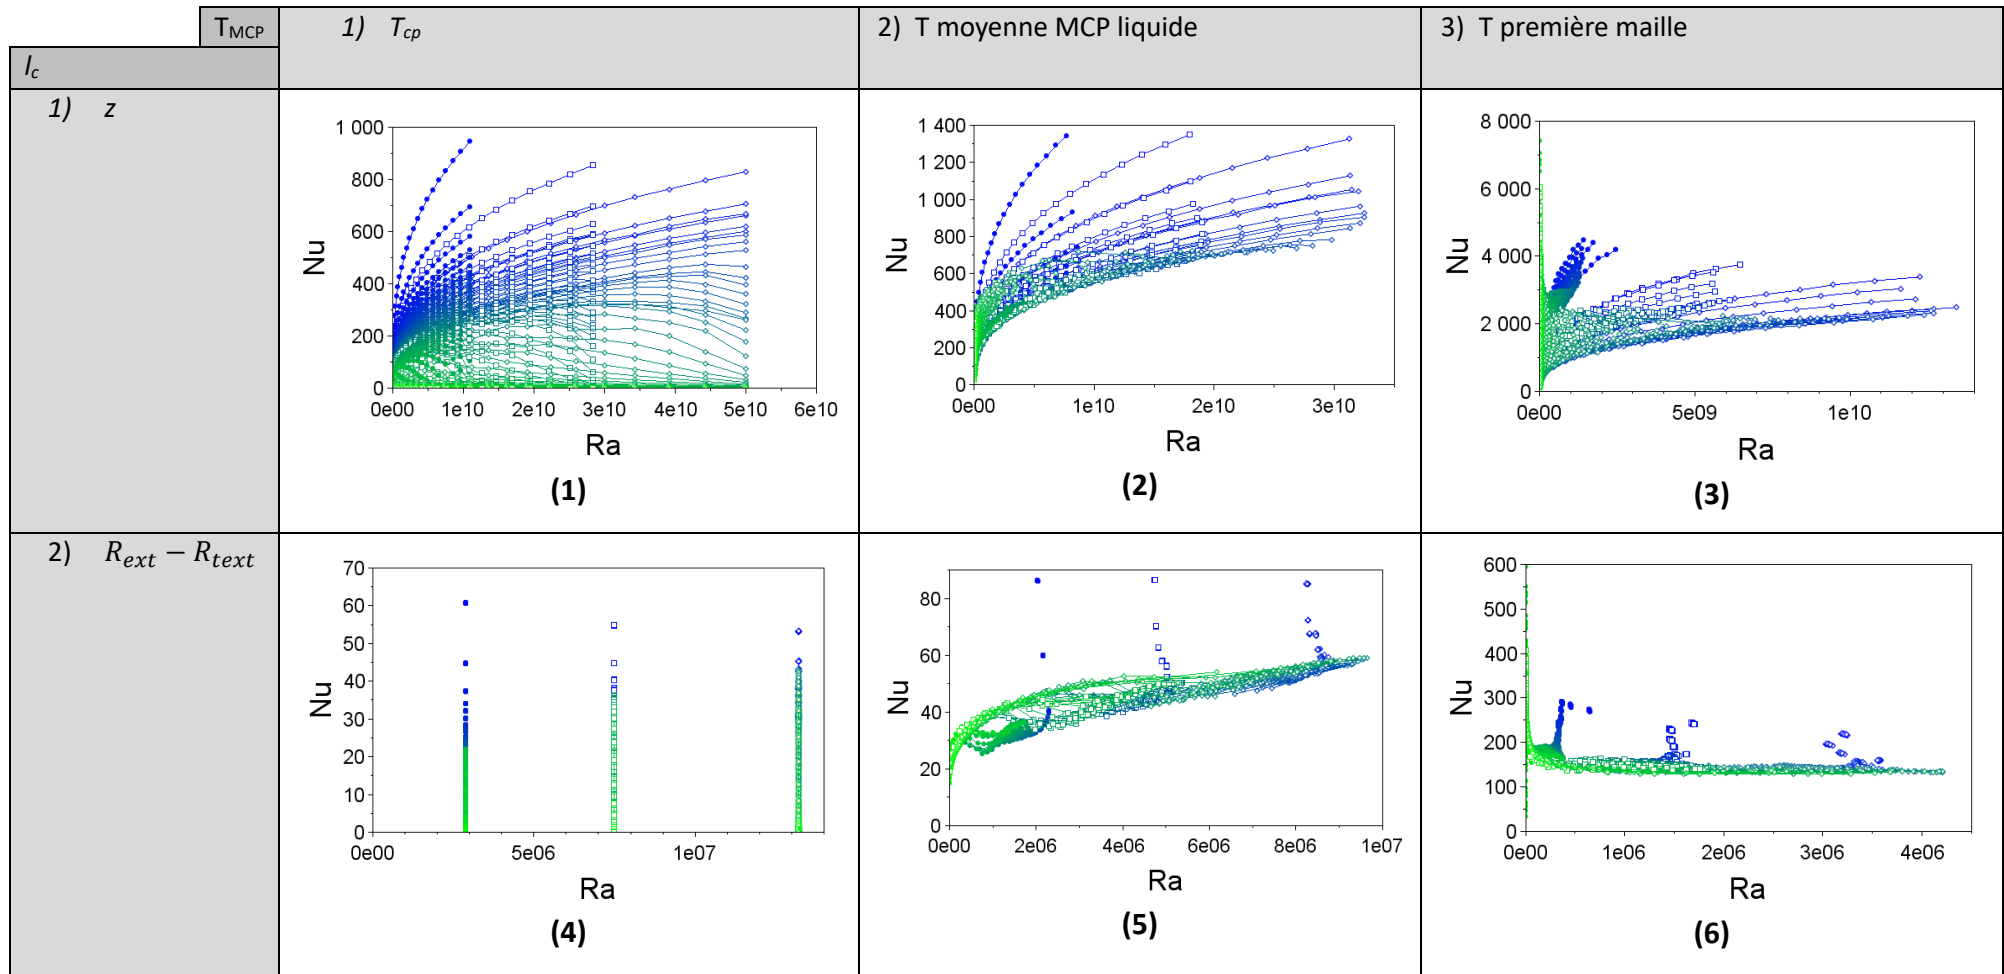 T_MCP
1) T_cp
2) T moyenne MCP liquide
3) T première maille
l_c
1) z
1 000
800
600
400
200
0
Nu
0e00 1e10 2e10 3e10 4e10 5e10 6e10
Ra
(1)
1 400
1 200
1 000
800
600
400
200
0
Nu
0e00 1e10 2e10 3e10
Ra
(2)
8 000
6 000
4 000
2 000
0
Nu
0e00 5e09 1e10
Ra
(3)
2) R_ext − R_text
70
60
50
40
30
20
10
0
Nu
0e00 5e06 1e07
Ra
(4)
80
60
40
20
0
Nu
0e00 2e06 4e06 6e06 8e06 1e07
Ra
(5)
600
500
400
300
200
100
0
Nu
0e00 1e06 2e06 3e06 4e06
Ra
(6)